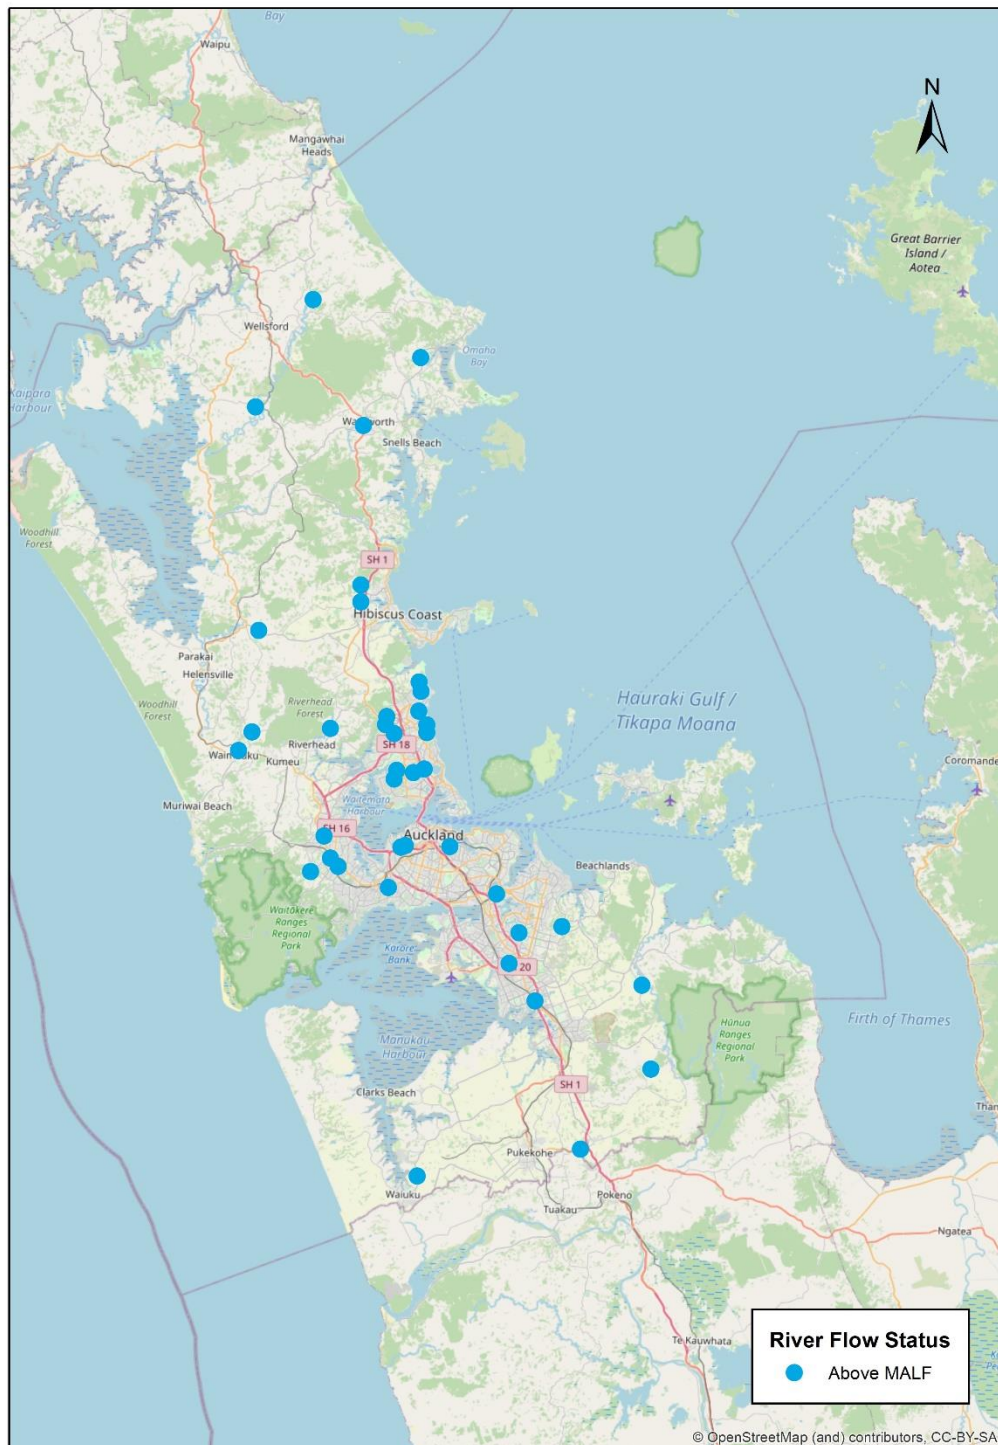 Bay
Waipu
N
Mangawhai
Heads
Great Barrier
Island /
Aotea
Wellsford
Omaha
Bay
Kaipara
Harbour
Snells Beach
Woodhill
Forest
SH 1
Hibiscus Coast
Parakai
Helensville
Woodhill
Forest
Riverhead
Forest
Hauraki Gulf /
Tikapa Moana
Riverhead
SH 18
Kumeu
Muriwai Beach
Waitematā
Harbour
SH 16
Auckland
Beachlands
Waitākere
Ranges
Regional
Park
Karore
Bank
20
Manukau
Harbour
Hūnua
Ranges
Regional
Park
Firth of Thames
Clarks Beach
SH 1
Pukekohe
Waiuku
Pokeno
Tuakau
Ngatea
Te Kauwhata
River Flow Status
Above MALF
© OpenStreetMap (and) contributors, CC-BY-SA